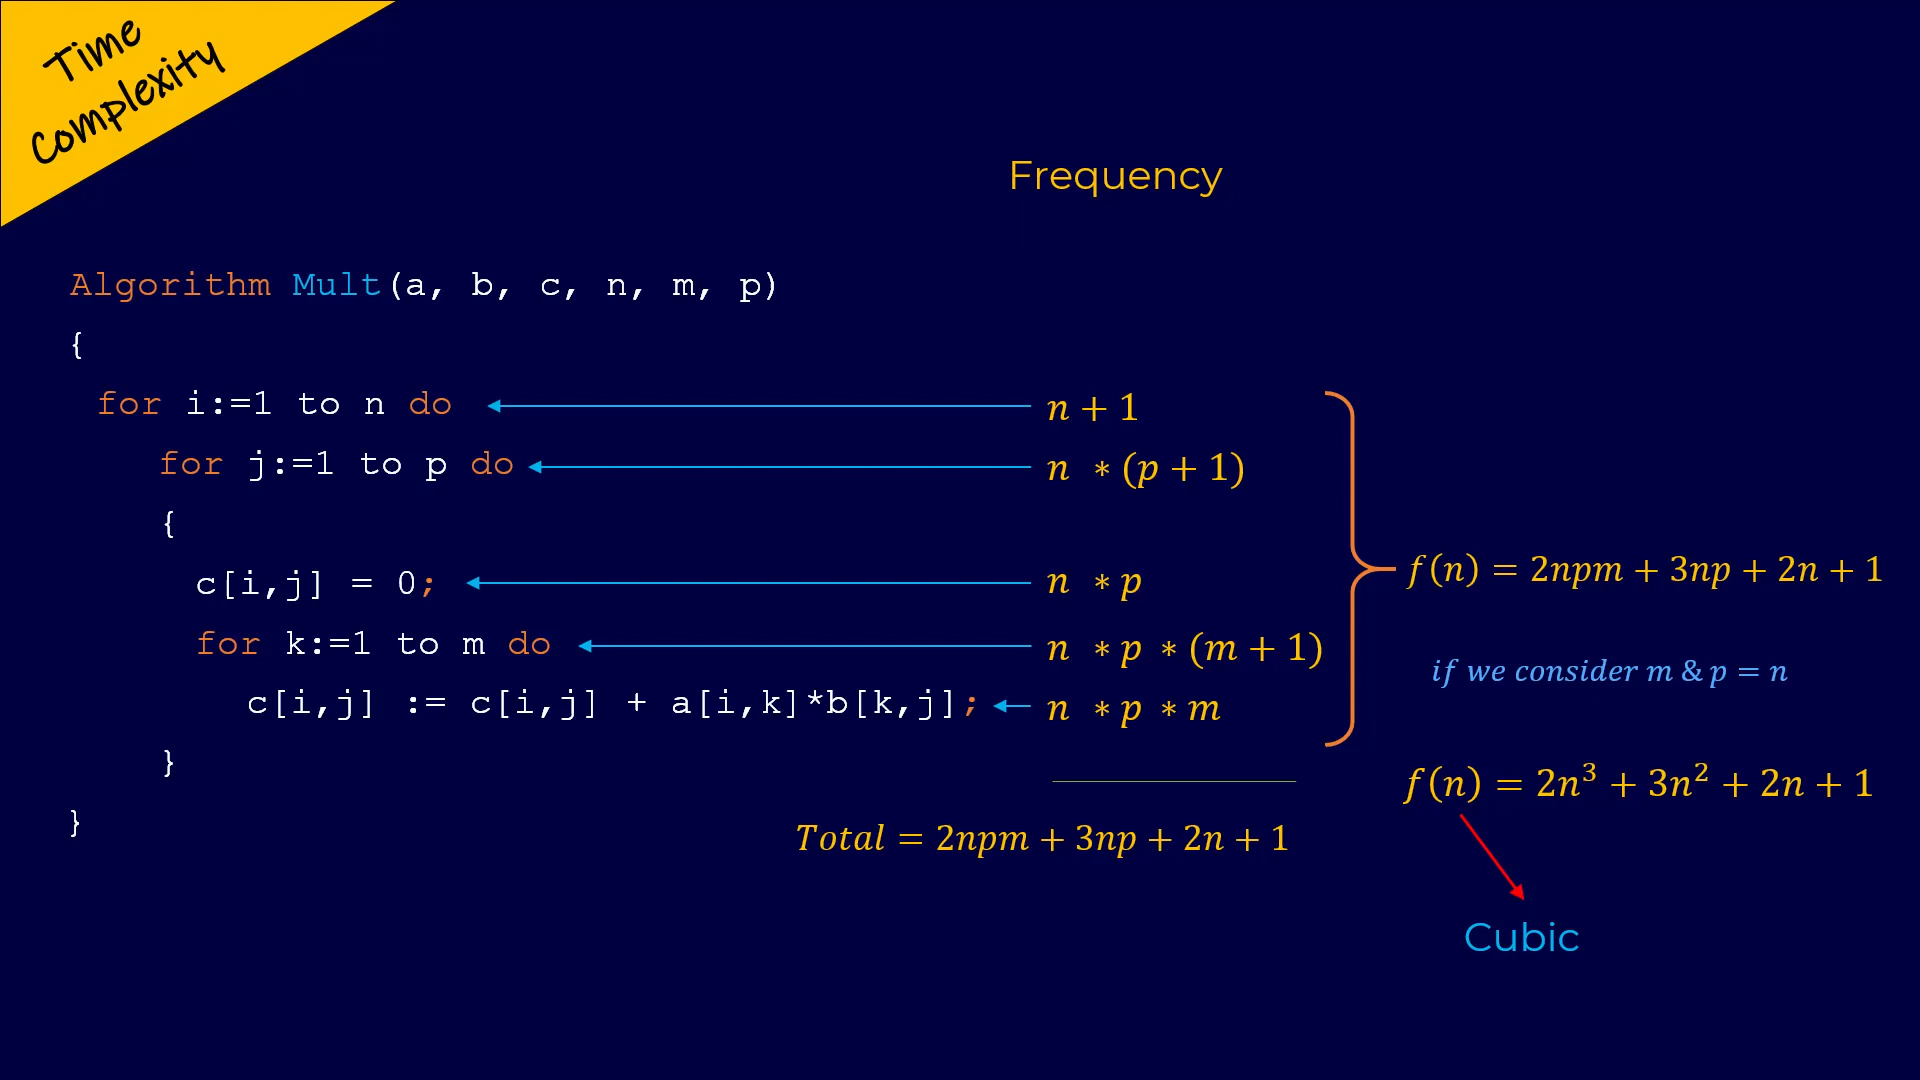 Time
Complexity
Frequency
Algorithm Mult(a, b, c, n, m, p)
{
for i:=1 to n do
n + 1
for j:=1 to p do
n ∗ (p + 1)
{
c[i,j] = 0;
n ∗ p
for k:=1 to m do
n ∗ p ∗ (m + 1)
c[i,j] := c[i,j] + a[i,k]*b[k,j];
n ∗ p ∗ m
}
}
Total = 2npm + 3np + 2n + 1
f(n) = 2npm + 3np + 2n + 1
if we consider m & p = n
f(n) = 2n³ + 3n² + 2n + 1
Cubic